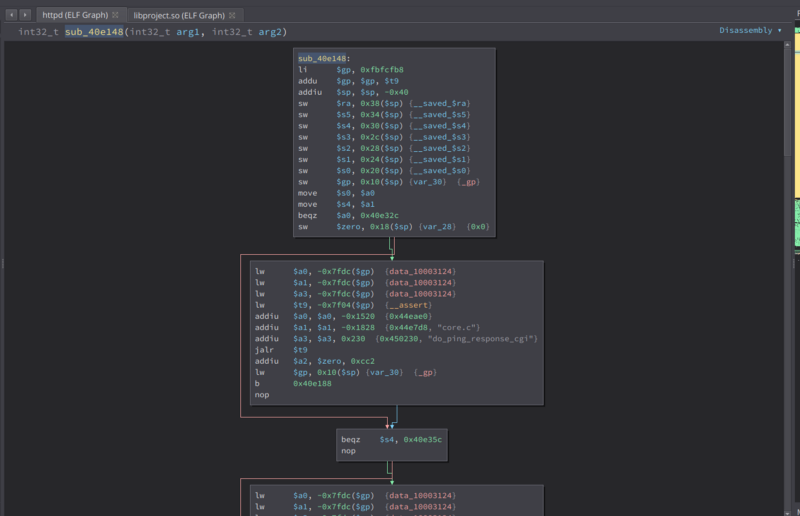 httpd (ELF Graph) libproject.so (ELF Graph)
int32_t sub_40e148(int32_t arg1, int32_t arg2) Disassembly
sub_40e148:
li $gp, 0xfbfcfb8
addu $gp, $gp, $t9
addiu $sp, $sp, -0x40
sw $ra, 0x38($sp) {__saved_$ra}
sw $s5, 0x34($sp) {__saved_$s5}
sw $s4, 0x30($sp) {__saved_$s4}
sw $s3, 0x2c($sp) {__saved_$s3}
sw $s2, 0x28($sp) {__saved_$s2}
sw $s1, 0x24($sp) {__saved_$s1}
sw $s0, 0x20($sp) {__saved_$s0}
sw $gp, 0x10($sp) {var_30} {_gp}
move $s0, $a0
move $s4, $a1
beqz $a0, 0x40e32c
sw $zero, 0x18($sp) {var_28} {0x0}
lw $a0, -0x7fdc($gp) {data_10003124}
lw $a1, -0x7fdc($gp) {data_10003124}
lw $a3, -0x7fdc($gp) {data_10003124}
lw $t9, -0x7f04($gp) {__assert}
addiu $a0, $a0, -0x1520 {0x44eae0}
addiu $a1, $a1, -0x1828 {0x44e7d8, "core.c"}
addiu $a3, $a3, 0x230 {0x450230, "do_ping_response_cgi"}
jalr $t9
addiu $a2, $zero, 0xcc2
lw $gp, 0x10($sp) {var_30} {_gp}
b 0x40e188
nop
beqz $s4, 0x40e35c
nop
lw $a0, -0x7fdc($gp) {data_10003124}
lw $a1, -0x7fdc($gp) {data_10003124}